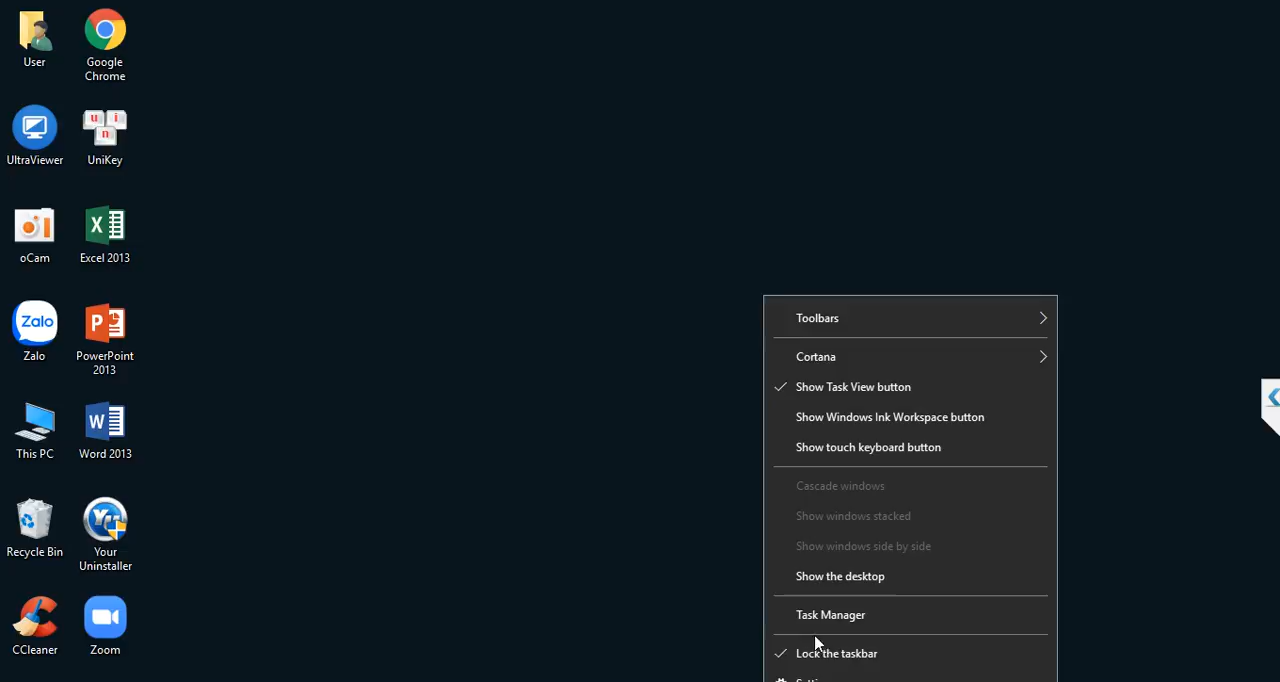 User
Google
Chrome
UltraViewer
UniKey
oCam
Excel 2013
Zalo
Zalo
PowerPoint
2013
This PC
Word 2013
Recycle Bin
Your
Uninstaller
CCleaner
Zoom
Toolbars
Cortana
Show Task View button
Show Windows Ink Workspace button
Show touch keyboard button
Cascade windows
Show windows stacked
Show windows side by side
Show the desktop
Task Manager
Lock the taskbar